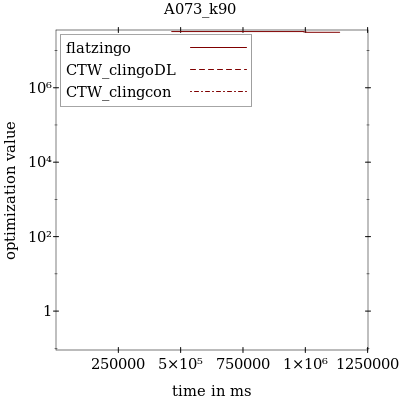 A073_k90
flatzingo
CTW_clingoDL
CTW_clingcon
optimization value
10⁶
10⁴
10²
1
250000 5×10⁵ 750000 1×10⁶ 1250000
time in ms